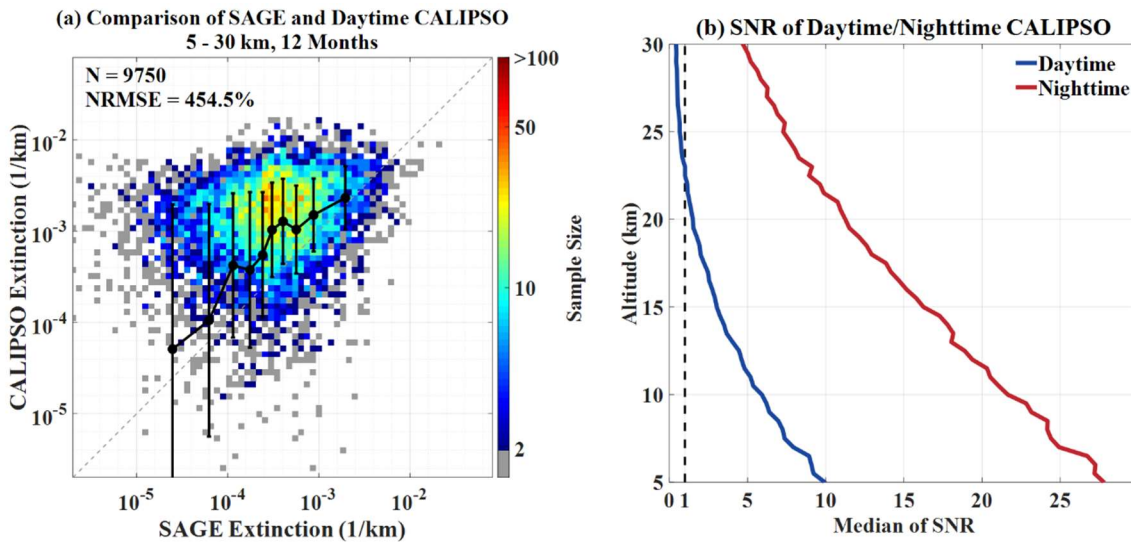 (a) Comparison of SAGE and Daytime CALIPSO
5 - 30 km, 12 Months
N = 9750
NRMSE = 454.5%
CALIPSO Extinction (1/km)
10⁻²
10⁻³
10⁻⁴
10⁻⁵
10⁻⁵ 10⁻⁴ 10⁻³ 10⁻²
SAGE Extinction (1/km)
>100
50
10
2
Sample Size
(b) SNR of Daytime/Nighttime CALIPSO
Daytime
Nighttime
Altitude (km)
30
25
20
15
10
5
0 1 5 10 15 20 25
Median of SNR